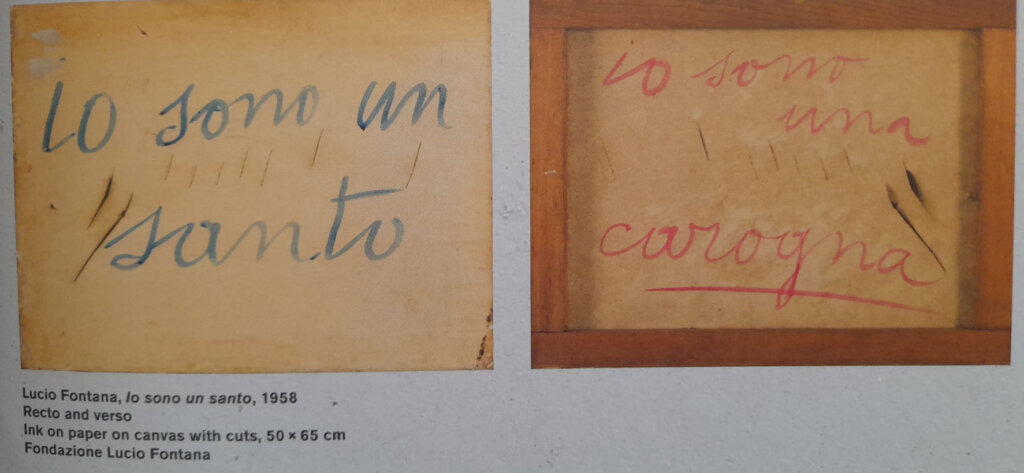 Io sono un
santo
Io sono
una
carogna
Lucio Fontana, Io sono un santo, 1958
Recto and verso
Ink on paper on canvas with cuts, 50 × 65 cm
Fondazione Lucio Fontana